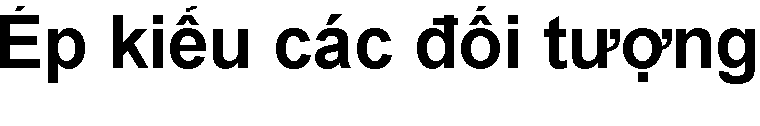 Ép kiểu các đối tượng